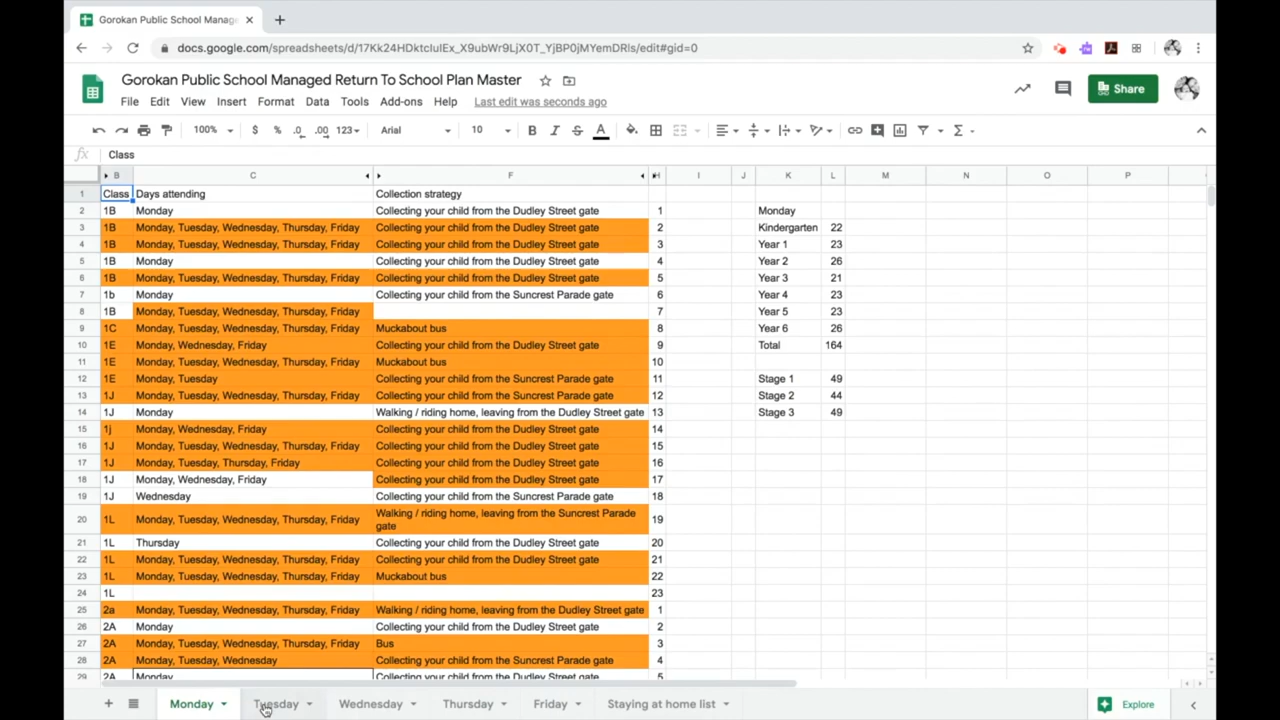 Gorokan Public School Manag
docs.google.com/spreadsheets/d/17Kk24HDktcIuIEx_X9ubWr9LjX0T_YjBP0jMYemDRIs/edit#gid=0
Gorokan Public School Managed Return To School Plan Master
File Edit View Insert Format Data Tools Add-ons Help Last edit was seconds ago
Share
100% $ % .0 .00 123 Arial 10 B I S A
fx Class
B C F H I J K L M N O P
1 Class Days attending Collection strategy
2 1B Monday Collecting your child from the Dudley Street gate 1 Monday
3 1B Monday, Tuesday, Wednesday, Thursday, Friday Collecting your child from the Dudley Street gate 2 Kindergarten 22
4 1B Monday, Tuesday, Wednesday, Thursday, Friday Collecting your child from the Dudley Street gate 3 Year 1 23
5 1B Monday Collecting your child from the Dudley Street gate 4 Year 2 26
6 1B Monday, Tuesday, Wednesday, Thursday, Friday Collecting your child from the Dudley Street gate 5 Year 3 21
7 1b Monday Collecting your child from the Suncrest Parade gate 6 Year 4 23
8 1B Monday, Tuesday, Wednesday, Thursday, Friday 7 Year 5 23
9 1C Monday, Tuesday, Wednesday, Thursday, Friday Muckabout bus 8 Year 6 26
10 1E Monday, Wednesday, Friday Collecting your child from the Dudley Street gate 9 Total 164
11 1E Monday, Tuesday, Wednesday, Thursday, Friday Muckabout bus 10
12 1E Monday, Tuesday Collecting your child from the Suncrest Parade gate 11 Stage 1 49
13 1J Monday, Tuesday, Wednesday, Thursday, Friday Collecting your child from the Suncrest Parade gate 12 Stage 2 44
14 1J Monday Walking / riding home, leaving from the Dudley Street gate 13 Stage 3 49
15 1j Monday, Wednesday, Friday Collecting your child from the Dudley Street gate 14
16 1J Monday, Tuesday, Wednesday, Thursday, Friday Collecting your child from the Dudley Street gate 15
17 1J Monday, Tuesday, Thursday, Friday Collecting your child from the Dudley Street gate 16
18 1J Monday, Wednesday, Friday Collecting your child from the Dudley Street gate 17
19 1J Wednesday Collecting your child from the Suncrest Parade gate 18
20 1L Monday, Tuesday, Wednesday, Thursday, Friday Walking / riding home, leaving from the Suncrest Parade gate 19
21 1L Thursday Collecting your child from the Dudley Street gate 20
22 1L Monday, Tuesday, Wednesday, Thursday, Friday Collecting your child from the Dudley Street gate 21
23 1L Monday, Tuesday, Wednesday, Thursday, Friday Muckabout bus 22
24 1L 23
25 2a Monday, Tuesday, Wednesday, Thursday, Friday Walking / riding home, leaving from the Dudley Street gate 1
26 2A Monday Collecting your child from the Dudley Street gate 2
27 2A Monday, Tuesday, Wednesday, Thursday, Friday Bus 3
28 2A Monday, Tuesday, Wednesday Collecting your child from the Suncrest Parade gate 4
29 2A Monday Collecting your child from the Dudley Street gate 5
Monday Tuesday Wednesday Thursday Friday Staying at home list Explore